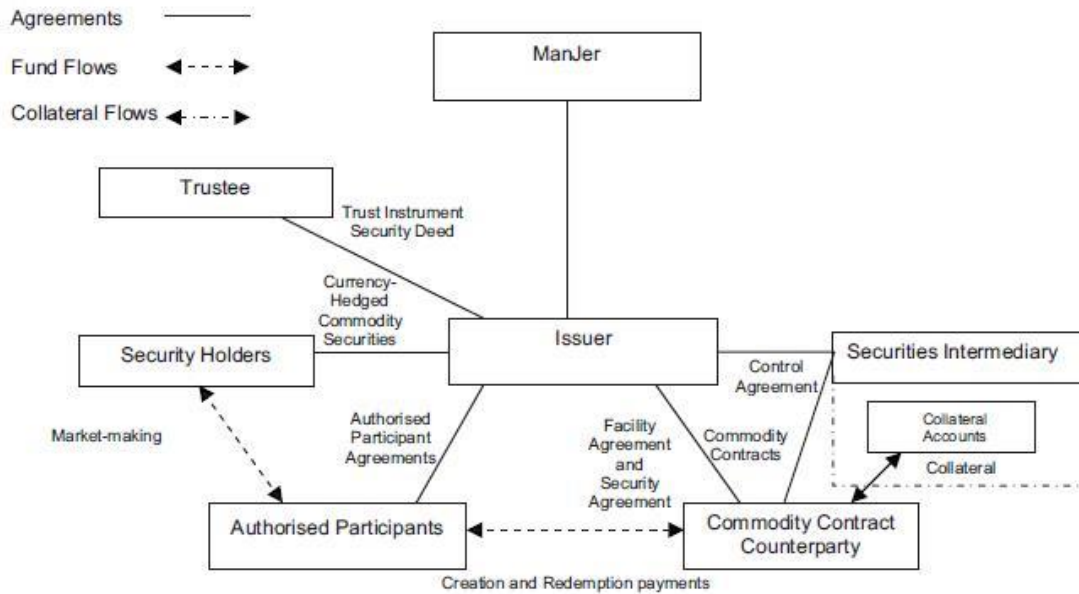 Agreements
Fund Flows
Collateral Flows
ManJer
Trustee
Trust Instrument
Security Deed
Currency-
Hedged
Commodity
Securities
Issuer
Security Holders
Securities Intermediary
Control
Agreement
Market-making
Authorised
Participant
Agreements
Facility
Agreement
and
Security
Agreement
Commodity
Contracts
Collateral
Accounts
Collateral
Authorised Participants
Commodity Contract
Counterparty
Creation and Redemption payments